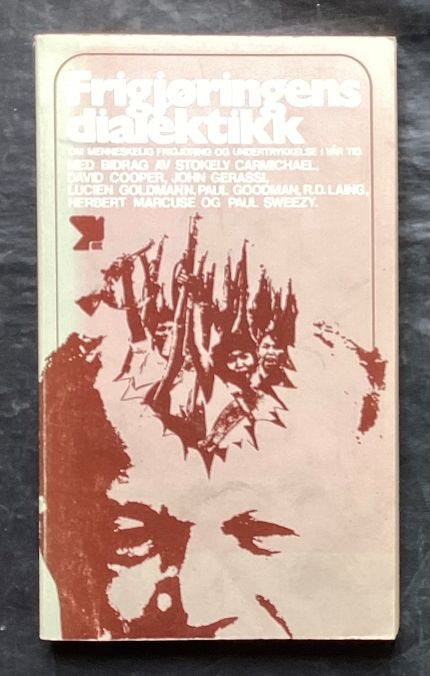 Frigjøringens
dialektikk
OM MENNESKELIG FRIGJØRING OG UNDERTRYKKELSE I VÅR TID.
MED BIDRAG AV STOKELY CARMICHAEL,
DAVID COOPER, JOHN GERASSI,
LUCIEN GOLDMANN, PAUL GOODMAN, R.D. LAING,
HERBERT MARCUSE OG PAUL SWEEZY.